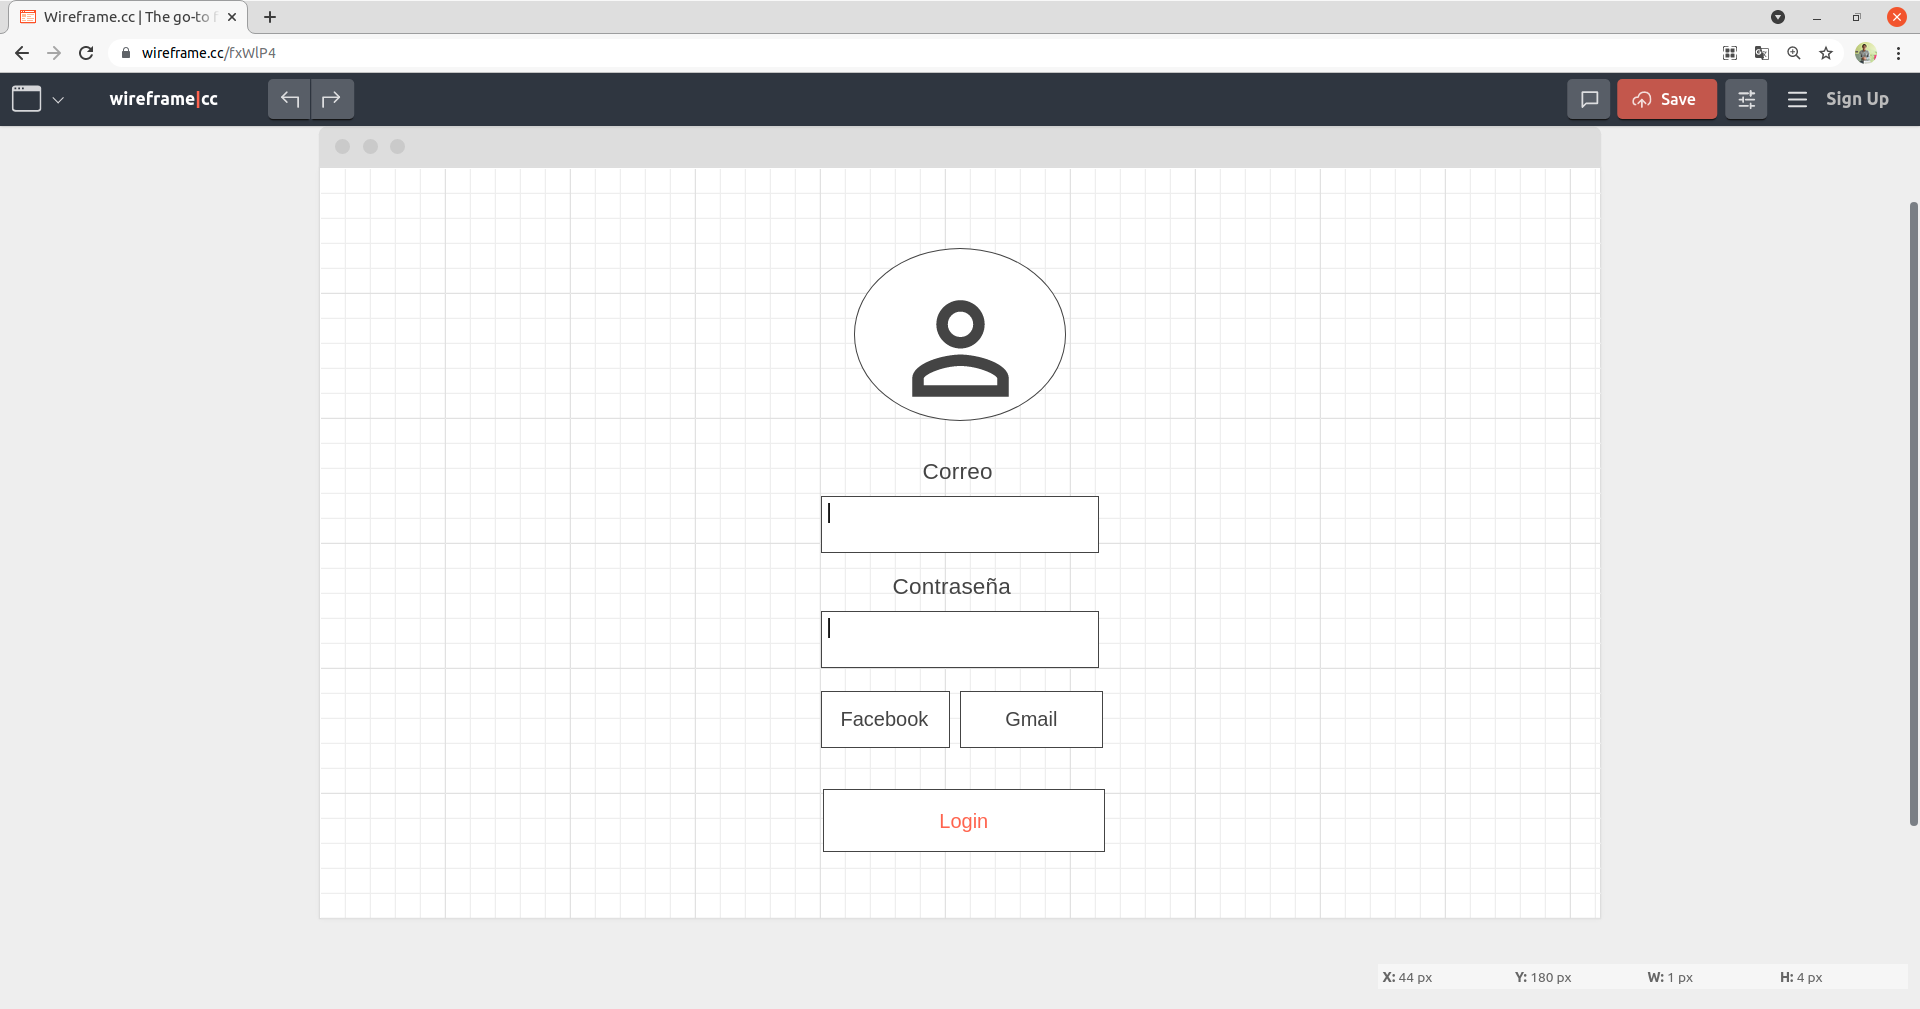 Wireframe.cc | The go-to f
wireframe.cc/fxWlP4
wireframe|cc
Save
Sign Up
Correo
Contraseña
Facebook
Gmail
Login
X: 44 px Y: 180 px W: 1 px H: 4 px